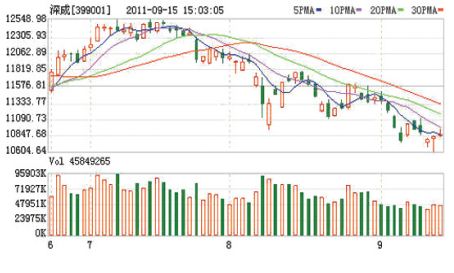 深成[399001] 2011-09-15 15:03:05 5PMA 10PMA 20PMA 30PMA
12548.98
12305.93
12062.89
11819.85
11576.81
11333.77
11090.73
10847.68
10604.64
Vol 45849265
95903K
71927K
47951K
23975K
0K
6 7 8 9